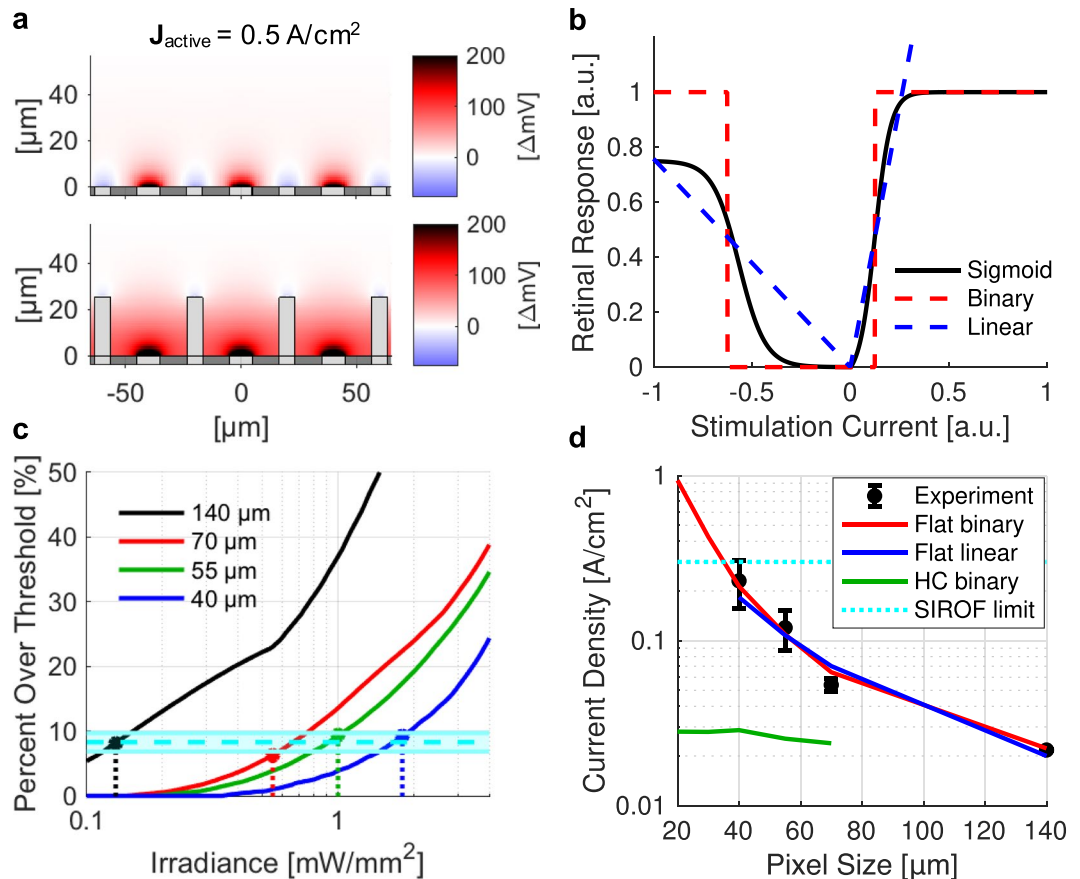 a
J_active = 0.5 A/cm²
[µm]
40
20
0
200
100
0
[ΔmV]
[µm]
40
20
0
200
100
0
[ΔmV]
-50
0
50
[µm]
b
Retinal Response [a.u.]
1
0.8
0.6
0.4
0.2
0
Sigmoid
Binary
Linear
-1
-0.5
0
0.5
1
Stimulation Current [a.u.]
c
Percent Over Threshold [%]
50
40
30
20
10
0
140 µm
70 µm
55 µm
40 µm
0.1
1
Irradiance [mW/mm²]
d
Current Density [A/cm²]
1
0.1
0.01
Experiment
Flat binary
Flat linear
HC binary
SIROF limit
20
40
60
80
100
120
140
Pixel Size [µm]